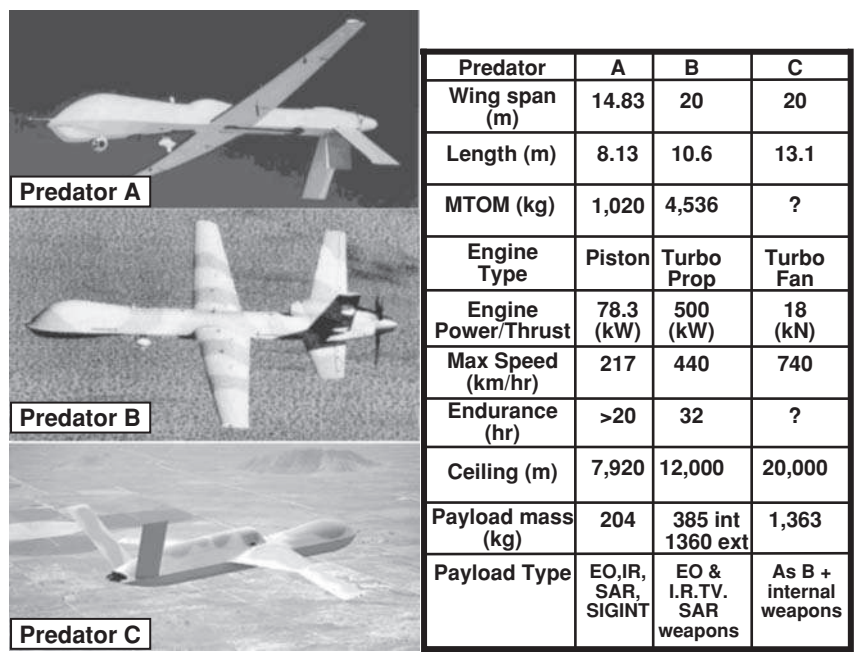 Predator A
Predator B
Predator C
Predator A B C
Wing span
(m) 14.83 20 20
Length (m) 8.13 10.6 13.1
MTOM (kg) 1,020 4,536 ?
Engine
Type Piston Turbo
Prop Turbo
Fan
Engine
Power/Thrust 78.3
(kW) 500
(kW) 18
(kN)
Max Speed
(km/hr) 217 440 740
Endurance
(hr) >20 32 ?
Ceiling (m) 7,920 12,000 20,000
Payload mass
(kg) 204 385 int
1360 ext 1,363
Payload Type EO,IR,
SAR,
SIGINT EO &
I.R.TV.
SAR
weapons As B +
internal
weapons